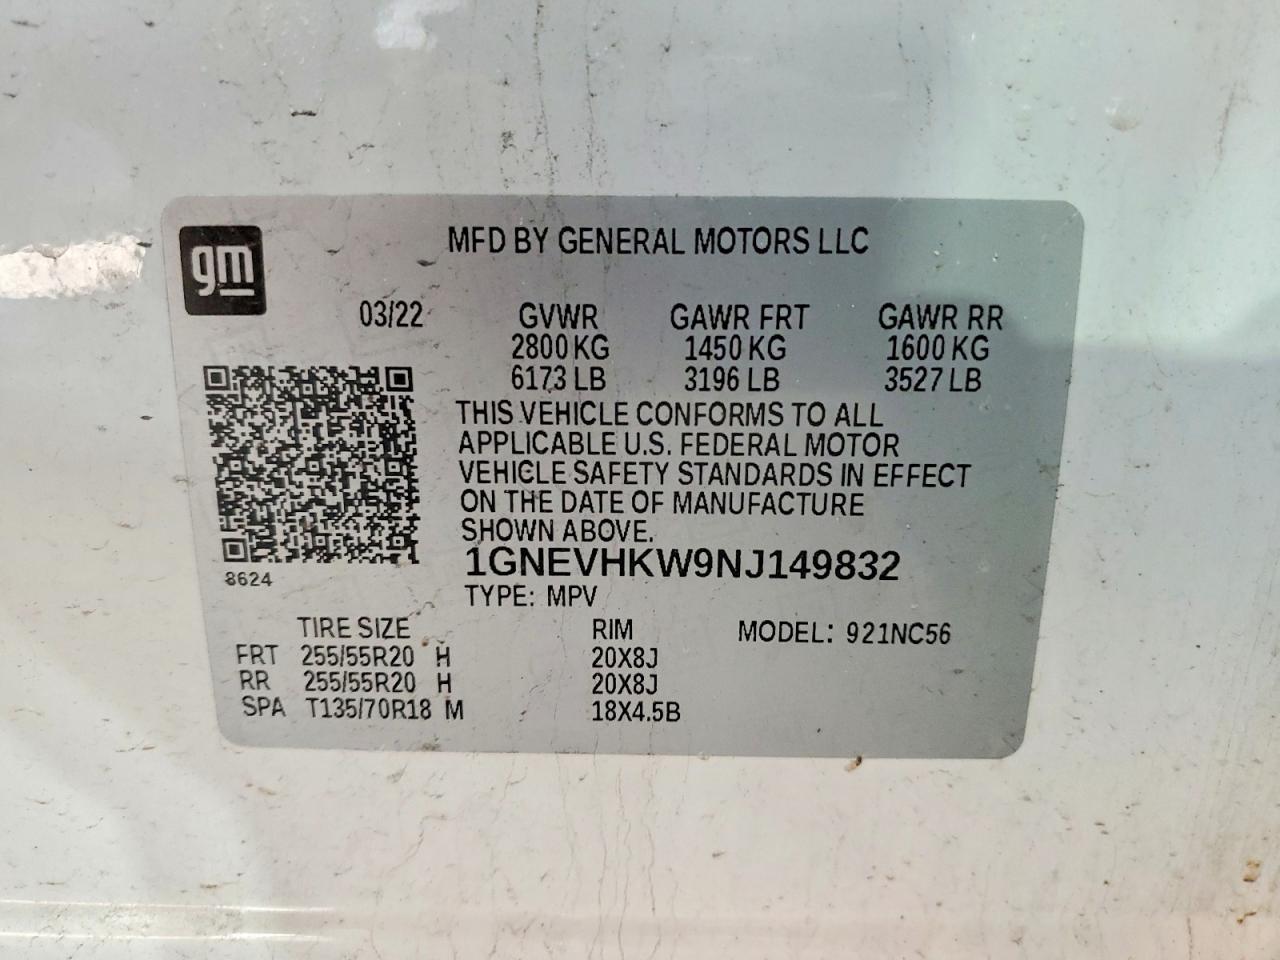 gm
MFD BY GENERAL MOTORS LLC
03/22 GVWR GAWR FRT GAWR RR
2800 KG 1450 KG 1600 KG
6173 LB 3196 LB 3527 LB
THIS VEHICLE CONFORMS TO ALL
APPLICABLE U.S. FEDERAL MOTOR
VEHICLE SAFETY STANDARDS IN EFFECT
ON THE DATE OF MANUFACTURE
SHOWN ABOVE.
1GNEVHKW9NJ149832
8624
TYPE: MPV
TIRE SIZE RIM MODEL: 921NC56
FRT 255/55R20 H 20X8J
RR 255/55R20 H 20X8J
SPA T135/70R18 M 18X4.5B